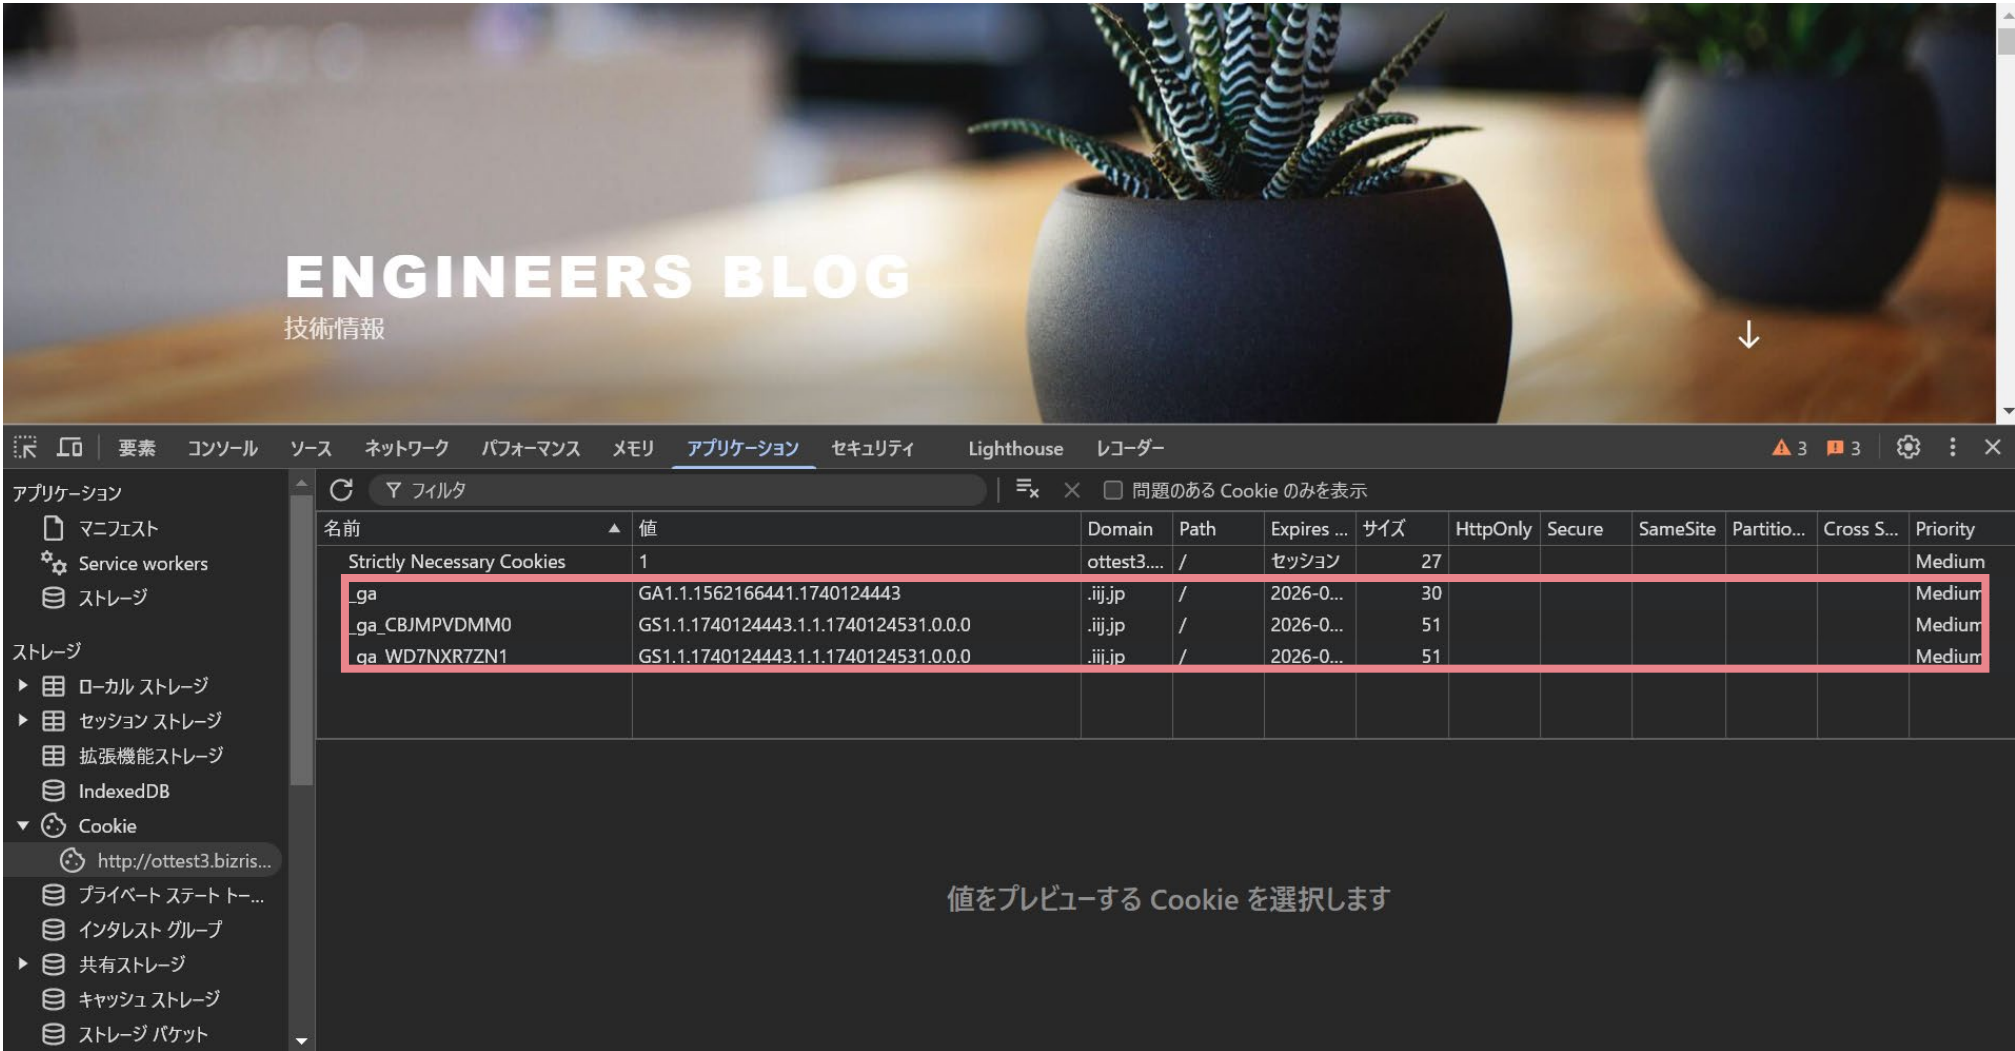 ENGINEERS BLOG
技術情報
要素 コンソール ソース ネットワーク パフォーマンス メモリ アプリケーション セキュリティ Lighthouse レコーダー 3 3
アプリケーション
マニフェスト
Service workers
ストレージ
ストレージ
ローカル ストレージ
セッション ストレージ
拡張機能ストレージ
IndexedDB
Cookie
http://ottest3.bizris...
プライベート ステート トー...
インタレスト グループ
共有ストレージ
キャッシュ ストレージ
ストレージ バケット
フィルタ 問題のある Cookie のみを表示
名前 値 Domain Path Expires ... サイズ HttpOnly Secure SameSite Partitio... Cross S... Priority
Strictly Necessary Cookies 1 ottest3.... / セッション 27 Medium
_ga GA1.1.1562166441.1740124443 .iij.jp / 2026-0... 30 Medium
_ga_CBJMPVDMM0 GS1.1.1740124443.1.1.1740124531.0.0.0 .iij.jp / 2026-0... 51 Medium
_ga_WD7NXR7ZN1 GS1.1.1740124443.1.1.1740124531.0.0.0 .iij.jp / 2026-0... 51 Medium
値をプレビューする Cookie を選択します